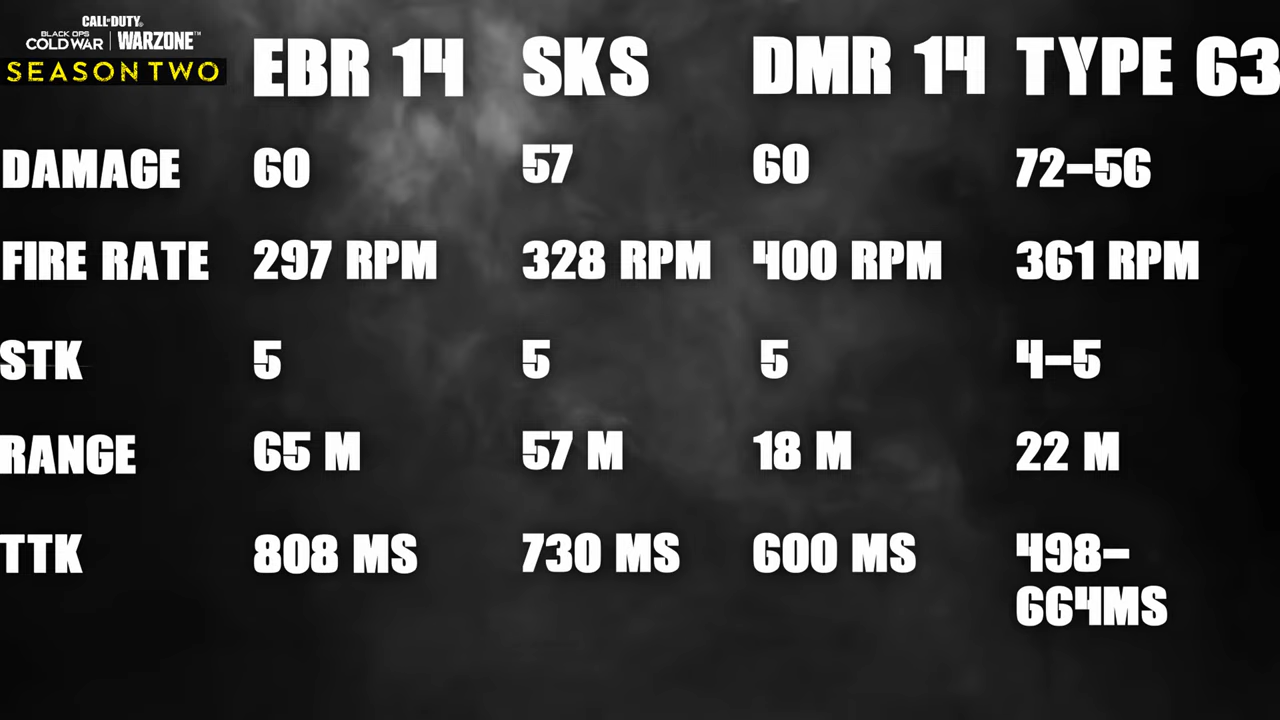 CALL OF DUTY
BLACK OPS
COLD WAR | WARZONE™
SEASON TWO
EBR 14 SKS DMR 14 TYPE 63
DAMAGE 60 57 60 72-56
FIRE RATE 297 RPM 328 RPM 400 RPM 361 RPM
STK 5 5 5 4-5
RANGE 65 M 57 M 18 M 22 M
TTK 808 MS 730 MS 600 MS 498-
664MS